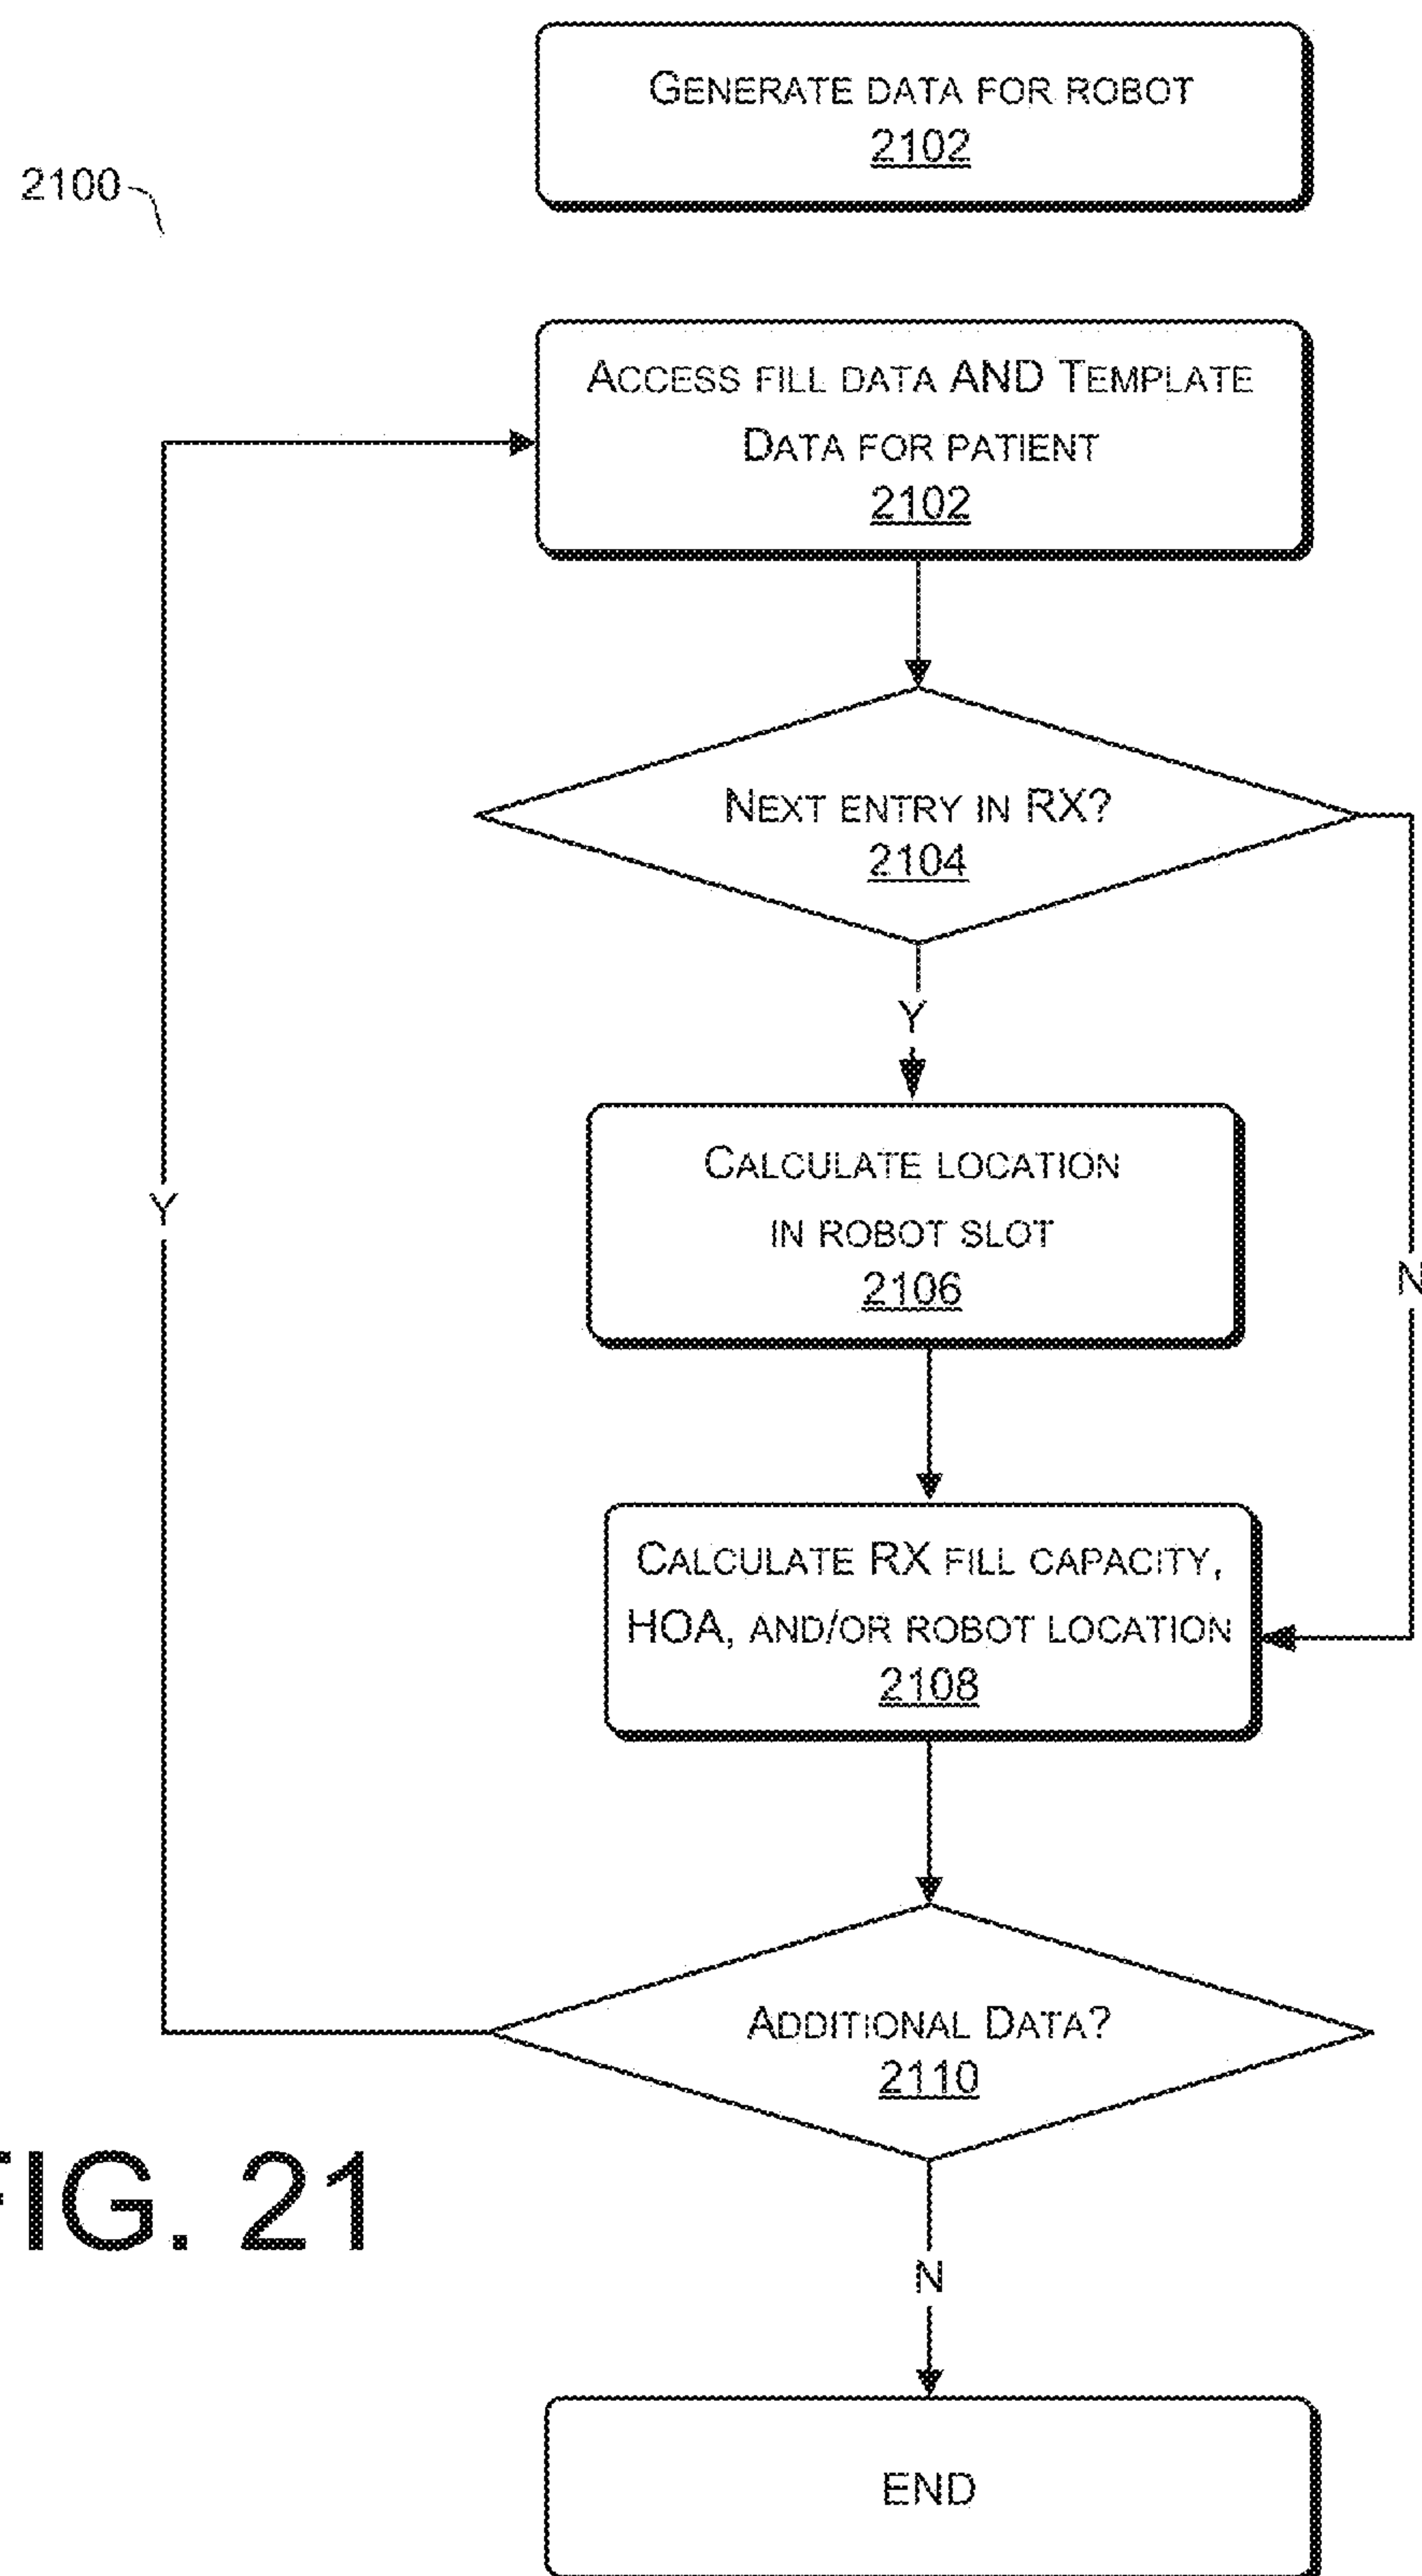 GENERATE DATA FOR ROBOT
2102
2100
ACCESS FILL DATA AND TEMPLATE
DATA FOR PATIENT
2102
NEXT ENTRY IN RX?
2104
Y
CALCULATE LOCATION
IN ROBOT SLOT
2106
Y
N
CALCULATE RX FILL CAPACITY,
HOA, AND/OR ROBOT LOCATION
2108
ADDITIONAL DATA?
2110
FIG. 21
N
END